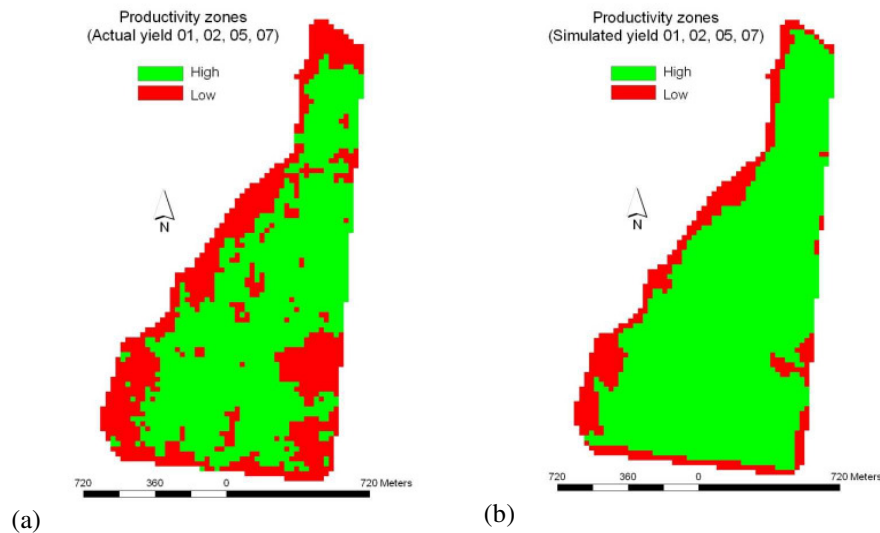 Productivity zones
(Actual yield 01, 02, 05, 07)
High
Low
N
720 360 0 720 Meters
(a)
Productivity zones
(Simulated yield 01, 02, 05, 07)
High
Low
N
720 360 0 720 Meters
(b)